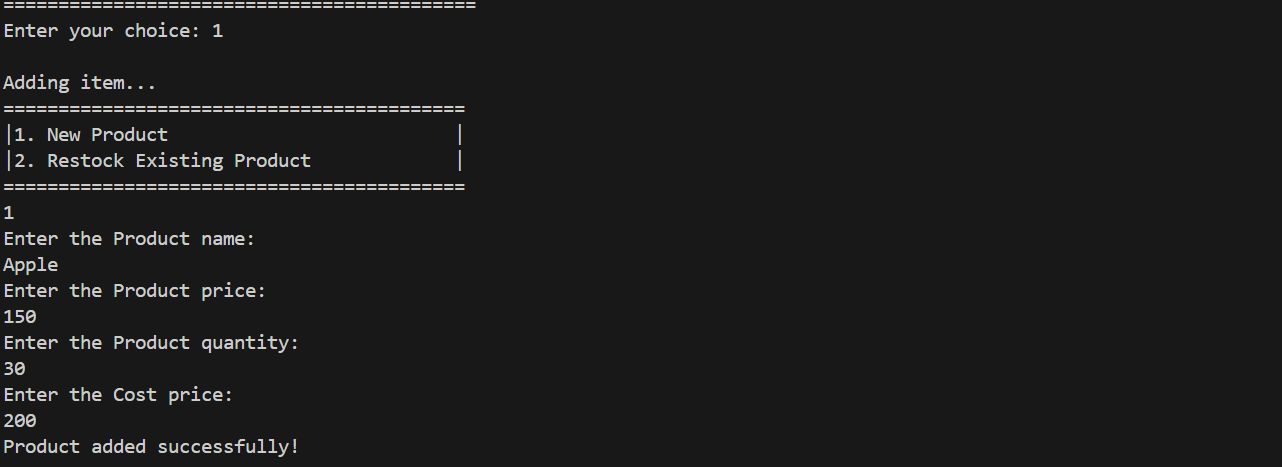 ===========================================
Enter your choice: 1
Adding item...
==========================================
|1. New Product                          |
|2. Restock Existing Product             |
==========================================
1
Enter the Product name:
Apple
Enter the Product price:
150
Enter the Product quantity:
30
Enter the Cost price:
200
Product added successfully!